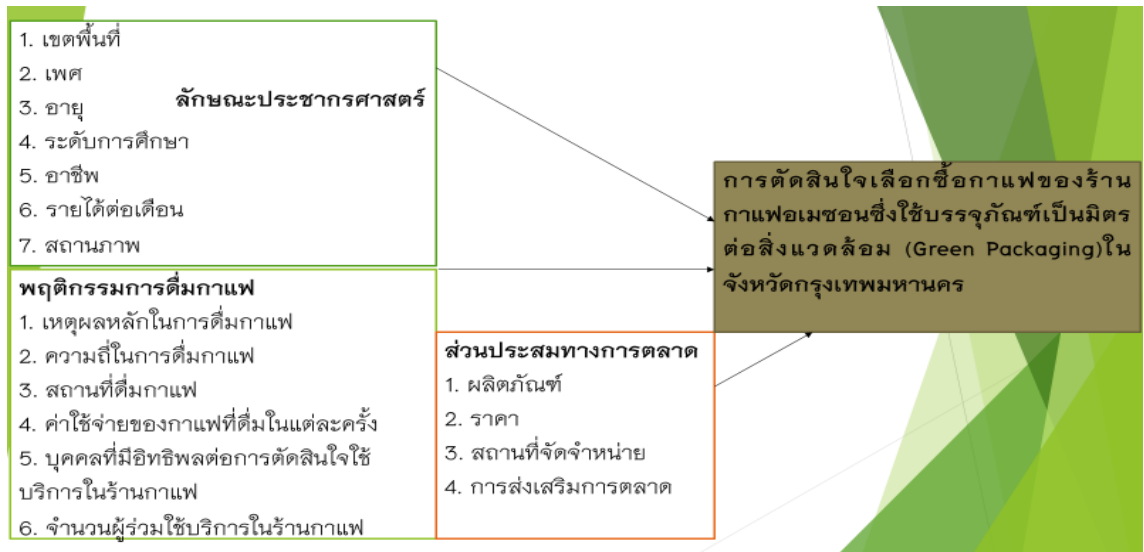 1. เขตพื้นที่
2. เพศ
3. อายุ
ลักษณะประชากรศาสตร์
4. ระดับการศึกษา
5. อาชีพ
6. รายได้ต่อเดือน
7. สถานภาพ
พฤติกรรมการดื่มกาแฟ
1. เหตุผลหลักในการดื่มกาแฟ
2. ความถี่ในการดื่มกาแฟ
3. สถานที่ดื่มกาแฟ
4. ค่าใช้จ่ายของกาแฟที่ดื่มในแต่ละครั้ง
5. บุคคลที่มีอิทธิพลต่อการตัดสินใจใช้
บริการในร้านกาแฟ
6. จำนวนผู้ร่วมใช้บริการในร้านกาแฟ
ส่วนประสมทางการตลาด
1. ผลิตภัณฑ์
2. ราคา
3. สถานที่จัดจำหน่าย
4. การส่งเสริมการตลาด
การตัดสินใจเลือกซื้อกาแฟของร้าน
กาแฟอเมซอนซึ่งใช้บรรจุภัณฑ์เป็นมิตร
ต่อสิ่งแวดล้อม (Green Packaging)ใน
จังหวัดกรุงเทพมหานคร